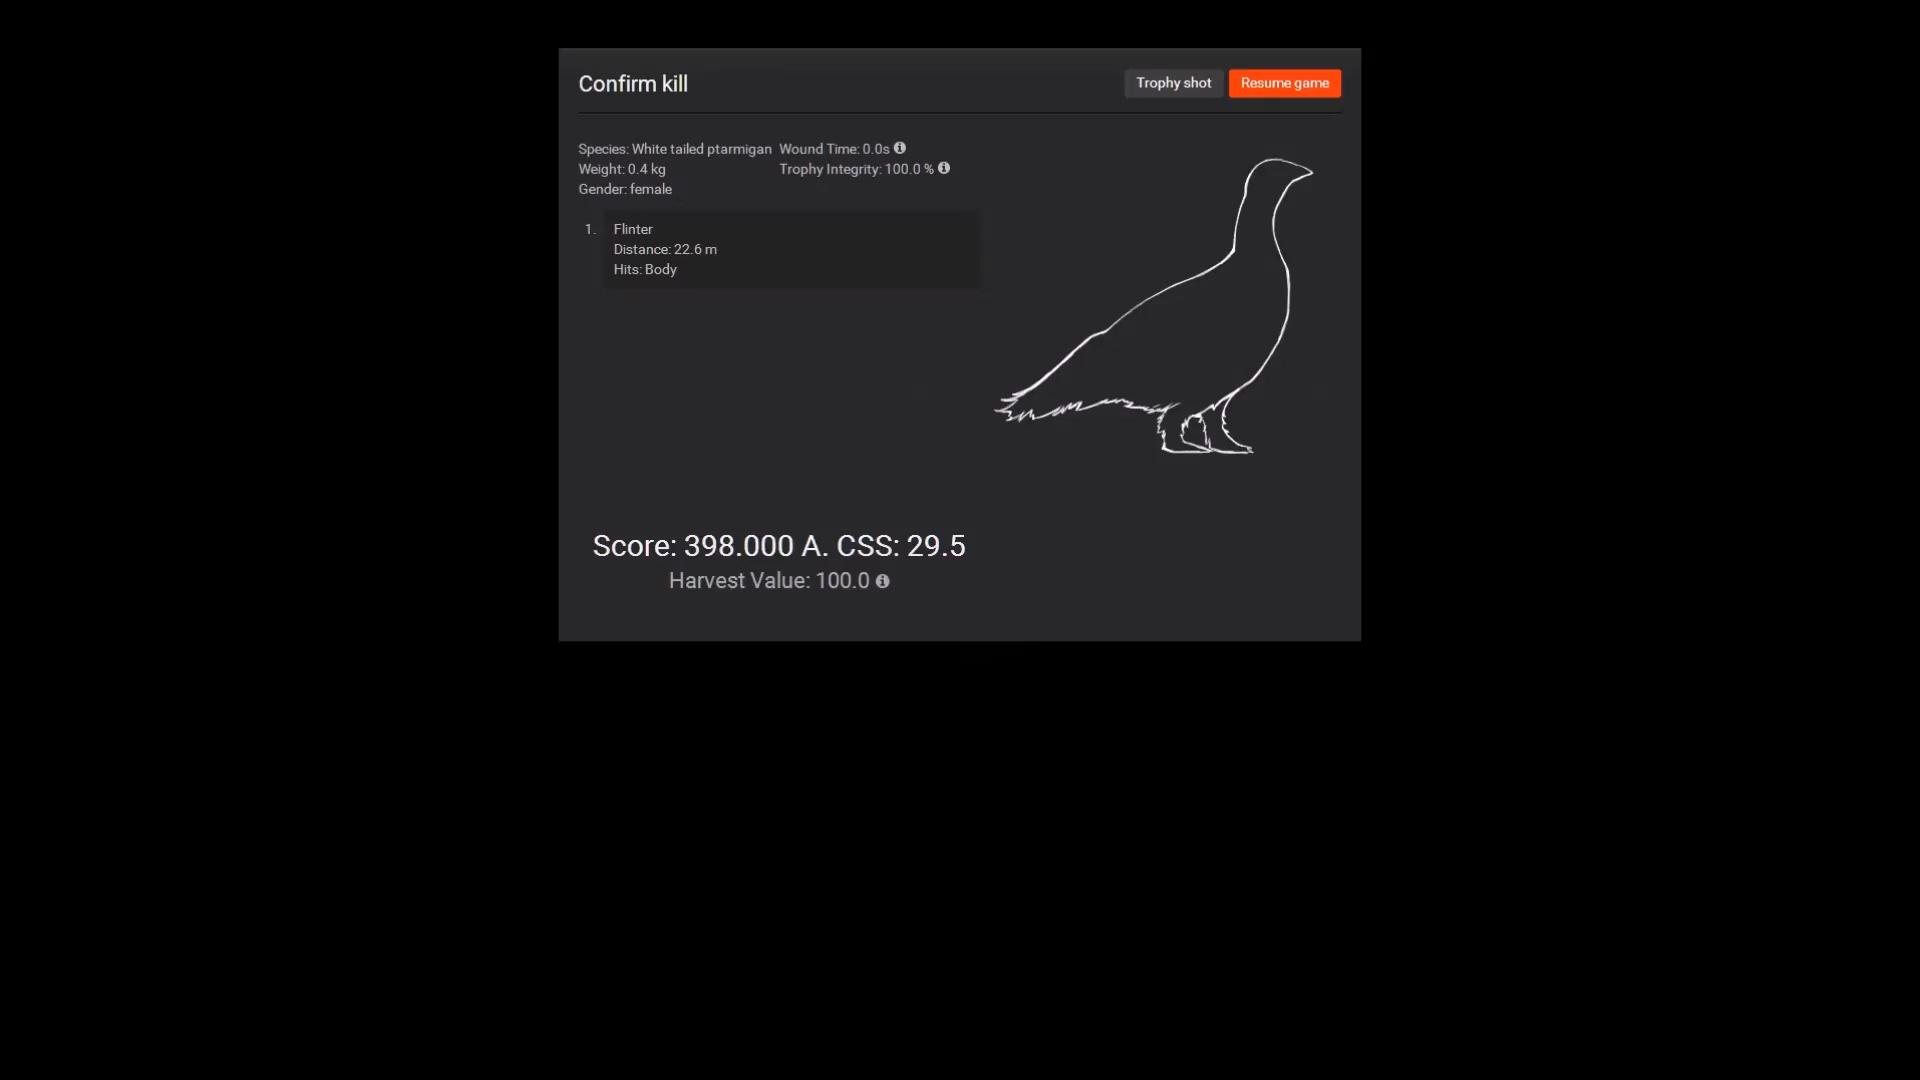 Confirm kill
Trophy shot
Resume game
Species: White tailed ptarmigan
Weight: 0.4 kg
Gender: female
Wound Time: 0.0s
Trophy Integrity: 100.0 %
1.
Flinter
Distance: 22.6 m
Hits: Body
Score: 398.000 A. CSS: 29.5
Harvest Value: 100.0